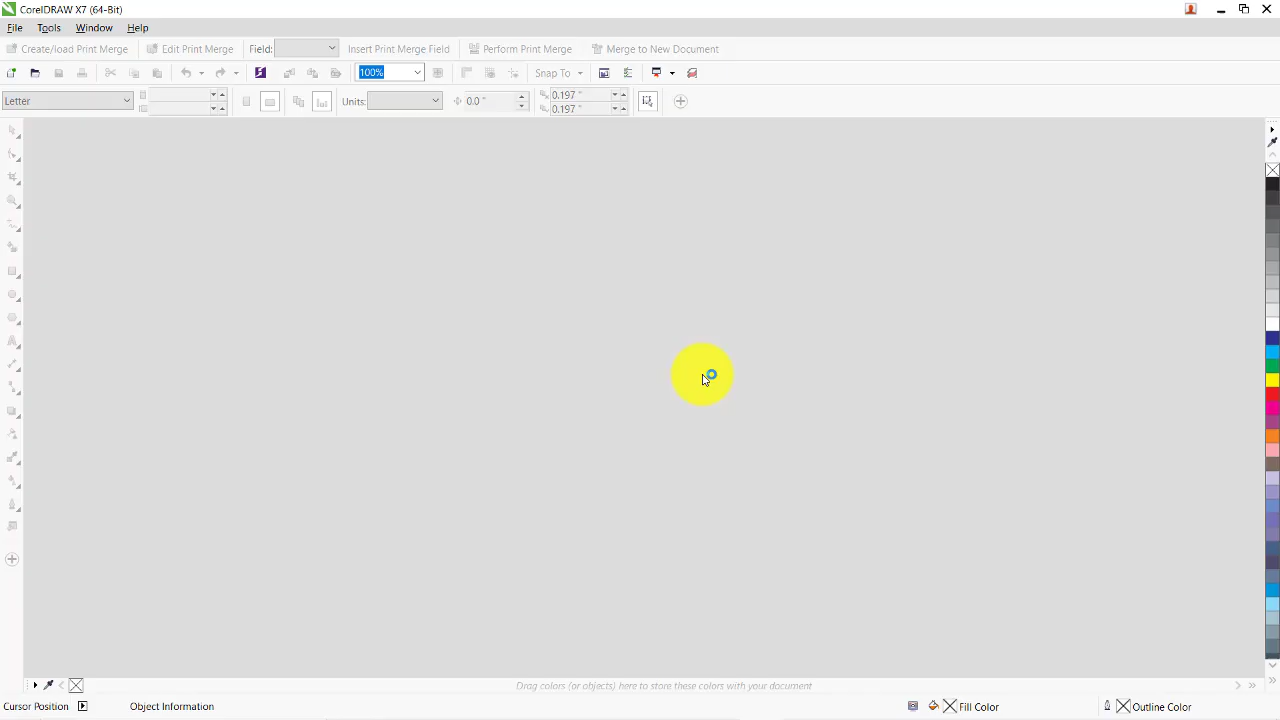 CorelDRAW X7 (64-Bit)
File Tools Window Help
Create/load Print Merge Edit Print Merge Field: Insert Print Merge Field Perform Print Merge Merge to New Document
100% Snap To
Letter Units: 0.0 " 0.197 "
0.197 "
Drag colors (or objects) here to store these colors with your document
Cursor Position Object Information Fill Color Outline Color